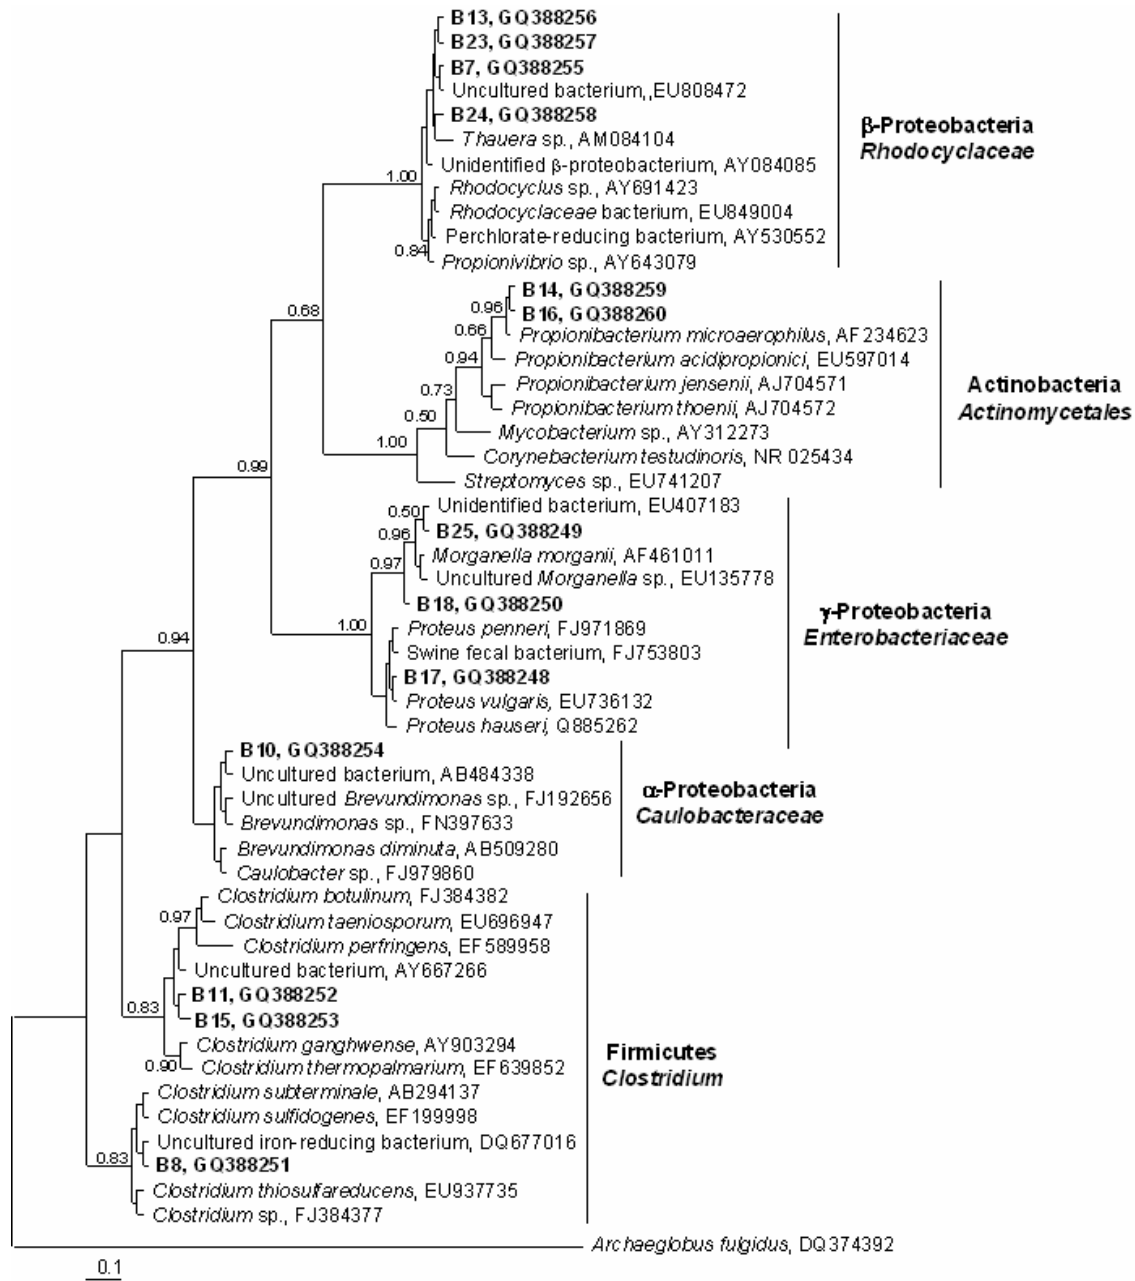 B13, GQ388256
B23, GQ388257
B7, GQ388255
Uncultured bacterium,,EU808472
B24, GQ388258
Thauera sp., AM084104
Unidentified β-proteobacterium, AY084085
1.00
Rhodocyclus sp., AY691423
Rhodocyclaceae bacterium, EU849004
Perchlorate-reducing bacterium, AY530552
0.84
Propionivibrio sp., AY643079
β-Proteobacteria
Rhodocyclaceae
B14, GQ388259
0.96
B16, GQ388260
0.68
0.66
Propionibacterium microaerophilus, AF234623
0.94
Propionibacterium acidipropionici, EU597014
0.73
Propionibacterium jensenii, AJ704571
0.50
Propionibacterium thoenii, AJ704572
Mycobacterium sp., AY312273
1.00
Corynebacterium testudinoris, NR 025434
Streptomyces sp., EU741207
Actinobacteria
Actinomycetales
0.99
Unidentified bacterium, EU407183
0.50
B25, GQ388249
0.96
Morganella morganii, AF461011
0.97
Uncultured Morganella sp., EU135778
B18, GQ388250
1.00
Proteus penneri, FJ971869
0.94
Swine fecal bacterium, FJ753803
B17, GQ388248
Proteus vulgaris, EU736132
Proteus hauseri, Q885262
γ-Proteobacteria
Enterobacteriaceae
B10, GQ388254
Uncultured bacterium, AB484338
Uncultured Brevundimonas sp., FJ192656
Brevundimonas sp., FN397633
Brevundimonas diminuta, AB509280
Caulobacter sp., FJ979860
α-Proteobacteria
Caulobacteraceae
Clostridium botulinum, FJ384382
0.97
Clostridium taeniosporum, EU696947
Clostridium perfringens, EF589958
Uncultured bacterium, AY667266
B11, GQ388252
0.83
B15, GQ388253
Clostridium ganghwense, AY903294
0.90
Clostridium thermopalmarium, EF639852
Clostridium subterminale, AB294137
Clostridium sulfidogenes, EF199998
Uncultured iron-reducing bacterium, DQ677016
0.83
B8, GQ388251
Clostridium thiosulfareducens, EU937735
Clostridium sp., FJ384377
Firmicutes
Clostridium
Archaeglobus fulgidus, DQ374392
0.1